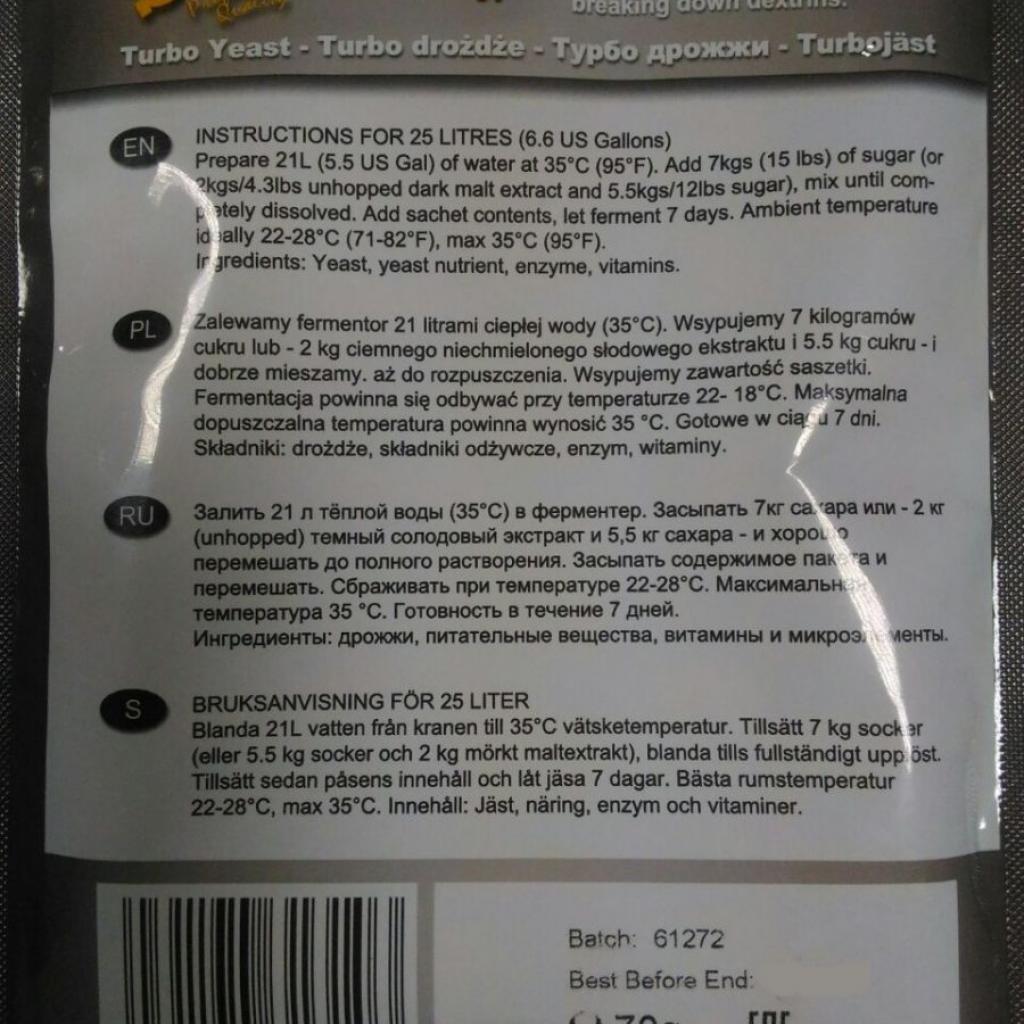 Quality
breaking down dextrins.
Turbo Yeast - Turbo drożdże - Турбо дрожжи - Turbojäst
EN
INSTRUCTIONS FOR 25 LITRES (6.6 US Gallons)
Prepare 21L (5.5 US Gal) of water at 35°C (95°F). Add 7kgs (15 lbs) of sugar (or
2kgs/4.3lbs unhopped dark malt extract and 5.5kgs/12lbs sugar), mix until com-
pletely dissolved. Add sachet contents, let ferment 7 days. Ambient temperature
ideally 22-28°C (71-82°F), max 35°C (95°F).
Ingredients: Yeast, yeast nutrient, enzyme, vitamins.
PL
Zalewamy fermentor 21 litrami ciepłej wody (35°C). Wsypujemy 7 kilogramów
cukru lub - 2 kg ciemnego niechmielonego słodowego ekstraktu i 5.5 kg cukru - i
dobrze mieszamy. aż do rozpuszczenia. Wsypujemy zawartość saszetki.
Fermentacja powinna się odbywać przy temperaturze 22- 18°C. Maksymalna
dopuszczalna temperatura powinna wynosić 35 °C. Gotowe w ciągu 7 dni.
Składniki: drożdże, składniki odżywcze, enzym, witaminy.
RU
Залить 21 л тёплой воды (35°C) в ферментер. Засыпать 7кг сахара или - 2 кг
(unhopped) темный солодовый экстракт и 5,5 кг сахара - и хорошо
перемешать до полного растворения. Засыпать содержимое пакета и
перемешать. Сбраживать при температуре 22-28°C. Максимальная
температура 35 °C. Готовность в течение 7 дней.
Ингредиенты: дрожжи, питательные вещества, витамины и микроэлементы.
S
BRUKSANVISNING FÖR 25 LITER
Blanda 21L vatten från kranen till 35°C vätsketemperatur. Tillsätt 7 kg socker
(eller 5.5 kg socker och 2 kg mörkt maltextrakt), blanda tills fullständigt upplöst.
Tillsätt sedan påsens innehåll och låt jäsa 7 dagar. Bästa rumstemperatur
22-28°C, max 35°C. Innehåll: Jäst, näring, enzym och vitaminer.
Batch: 61272
Best Before End: